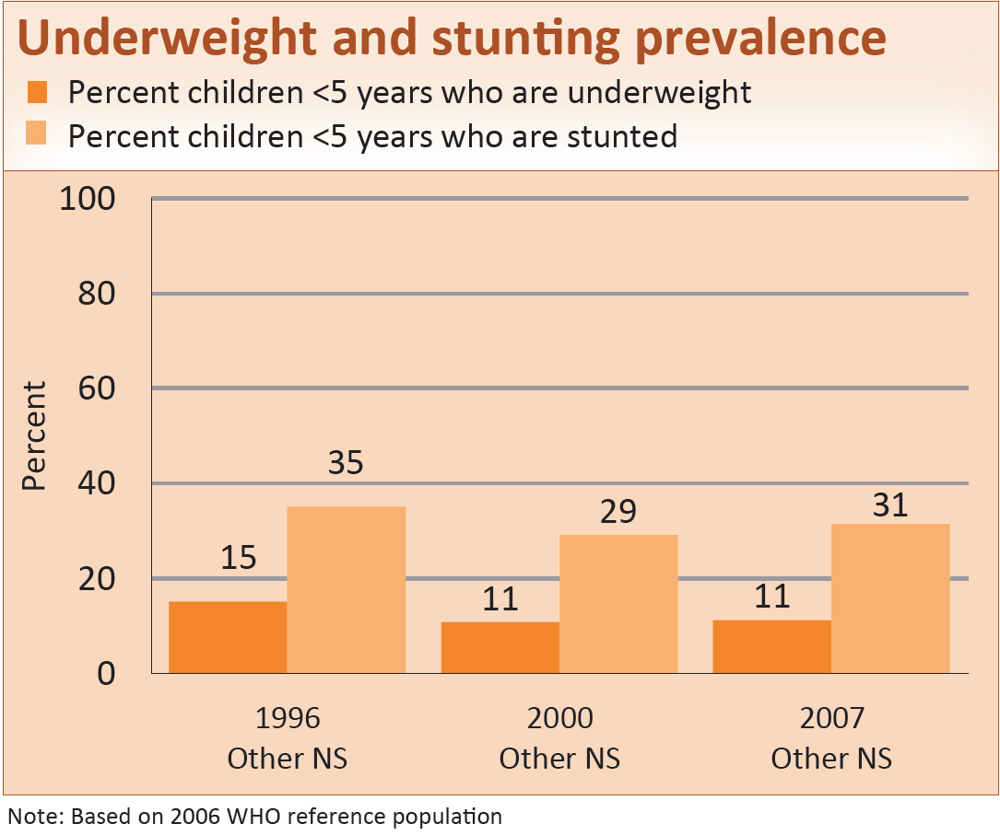 Underweight and stunting prevalence
Percent children <5 years who are underweight
Percent children <5 years who are stunted
100
80
60
40
20
0
Percent
15
35
11
29
11
31
1996
Other NS
2000
Other NS
2007
Other NS
Note: Based on 2006 WHO reference population